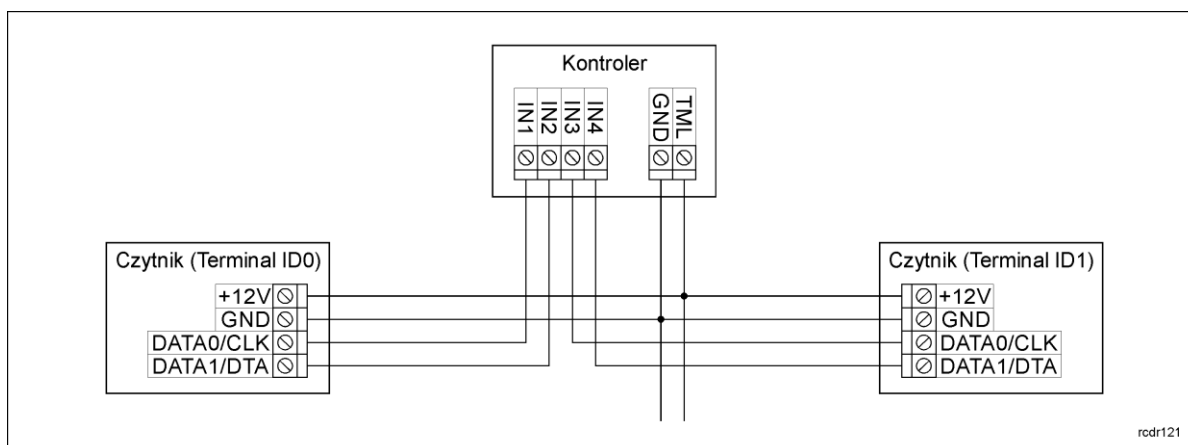 Kontroler
IN1
IN2
IN3
IN4
GND
TML
Czytnik (Terminal ID0)
+12V
GND
DATA0/CLK
DATA1/DTA
Czytnik (Terminal ID1)
+12V
GND
DATA0/CLK
DATA1/DTA
rcdr121